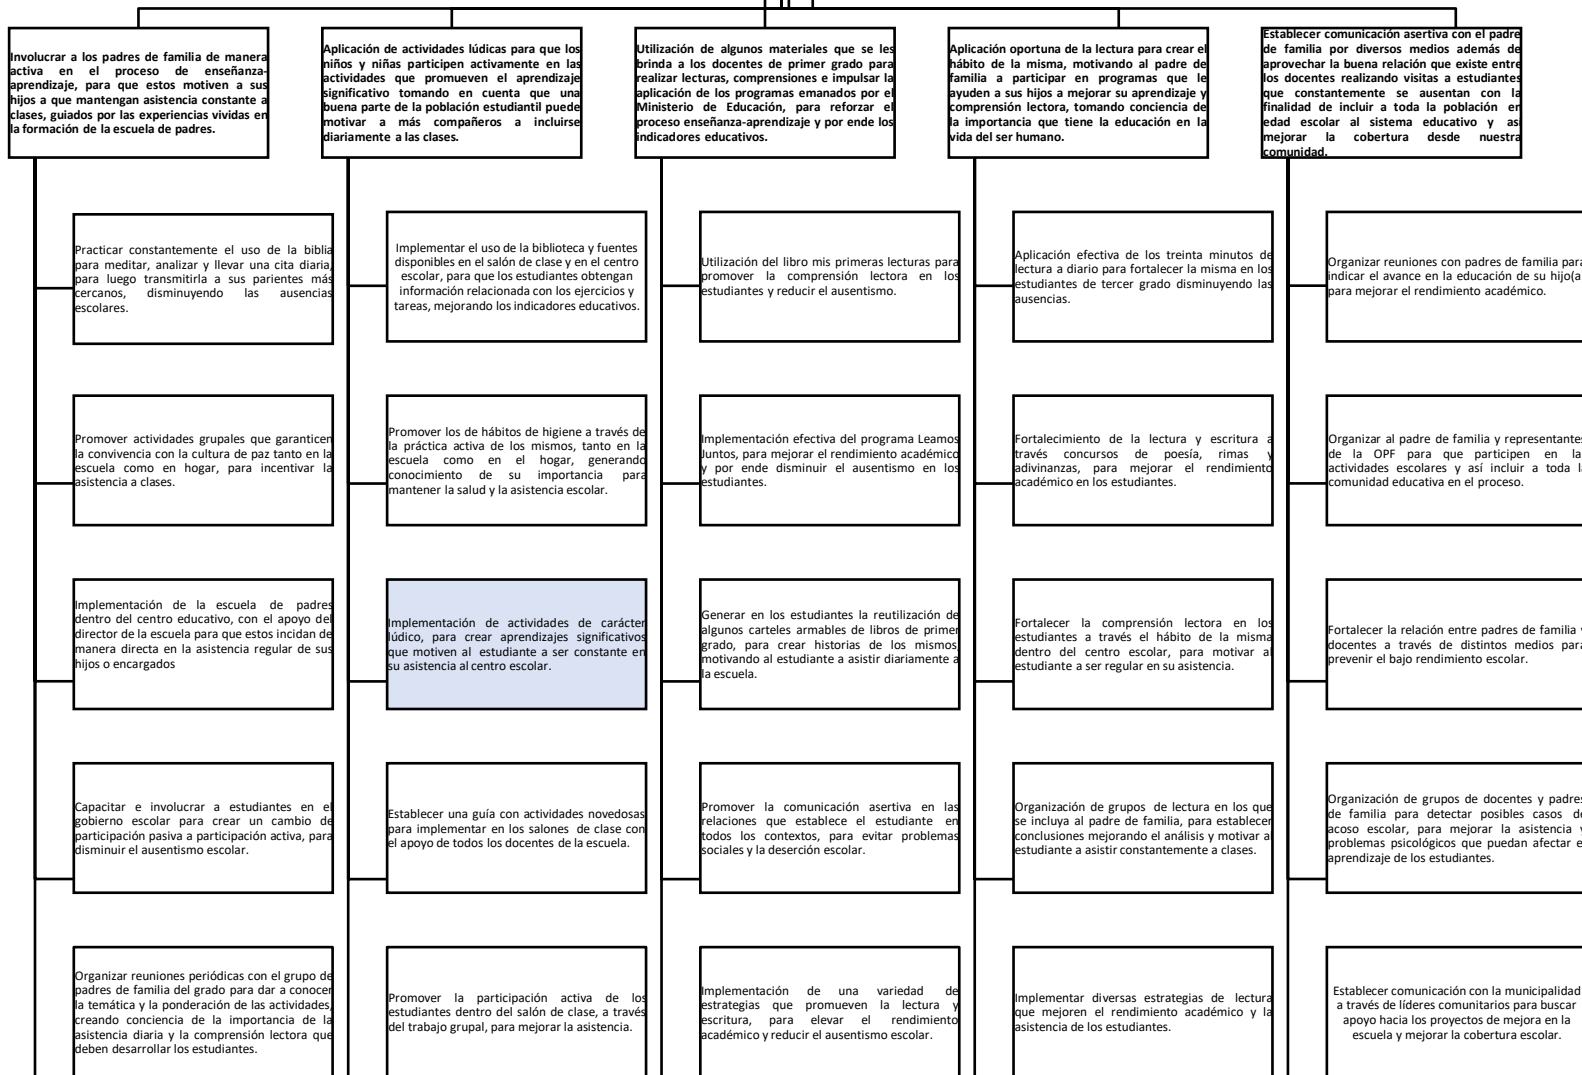 Involucrar a los padres de familia de manera
activa en el proceso de enseñanza-
aprendizaje, para que estos motiven a sus
hijos a que mantengan asistencia constante a
clases, guiados por las experiencias vividas en
la formación de la escuela de padres.
Aplicación de actividades lúdicas para que los
niños y niñas participen activamente en las
actividades que promueven el aprendizaje
significativo tomando en cuenta que una
buena parte de la población estudiantil puede
motivar a más compañeros a incluirse
diariamente a las clases.
Utilización de algunos materiales que se les
brinda a los docentes de primer grado para
realizar lecturas, comprensiones e impulsar la
aplicación de los programas emanados por el
Ministerio de Educación, para reforzar el
proceso enseñanza-aprendizaje y por ende los
indicadores educativos.
Aplicación oportuna de la lectura para crear el
hábito de la misma, motivando al padre de
familia a participar en programas que le
ayuden a sus hijos a mejorar su aprendizaje y
comprensión lectora, tomando conciencia de
la importancia que tiene la educación en la
vida del ser humano.
Establecer comunicación asertiva con el padre
de familia por diversos medios además de
aprovechar la buena relación que existe entre
los docentes realizando visitas a estudiantes
que constantemente se ausentan con la
finalidad de incluir a toda la población en
edad escolar al sistema educativo y así
mejorar la cobertura desde nuestra
comunidad.
Practicar constantemente el uso de la biblia
para meditar, analizar y llevar una cita diaria,
para luego transmitirla a sus parientes más
cercanos, disminuyendo las ausencias
escolares.
Implementar el uso de la biblioteca y fuentes
disponibles en el salón de clase y en el centro
escolar, para que los estudiantes obtengan
información relacionada con los ejercicios y
tareas, mejorando los indicadores educativos.
Utilización del libro mis primeras lecturas para
promover la comprensión lectora en los
estudiantes y reducir el ausentismo.
Aplicación efectiva de los treinta minutos de
lectura a diario para fortalecer la misma en los
estudiantes de tercer grado disminuyendo las
ausencias.
Organizar reuniones con padres de familia para
indicar el avance en la educación de su hijo(a
para mejorar el rendimiento académico.
Promover actividades grupales que garanticen
la convivencia con la cultura de paz tanto en la
escuela como en hogar, para incentivar la
asistencia a clases.
Promover los de hábitos de higiene a través de
la práctica activa de los mismos, tanto en la
escuela como en el hogar, generando
conocimiento de su importancia para
mantener la salud y la asistencia escolar.
Implementación efectiva del programa Leamos
Juntos, para mejorar el rendimiento académico
y por ende disminuir el ausentismo en los
estudiantes.
Fortalecimiento de la lectura y escritura a
través concursos de poesía, rimas y
adivinanzas, para mejorar el rendimiento
académico en los estudiantes.
Organizar al padre de familia y representantes
de la OPF para que participen en la
actividades escolares y así incluir a toda la
comunidad educativa en el proceso.
Implementación de la escuela de padres
dentro del centro educativo, con el apoyo del
director de la escuela para que estos incidan de
manera directa en la asistencia regular de sus
hijos o encargados
Implementación de actividades de carácter
lúdico, para crear aprendizajes significativos
que motiven al estudiante a ser constante en
su asistencia al centro escolar.
Generar en los estudiantes la reutilización de
algunos carteles armables de libros de primer
grado, para crear historias de los mismos,
motivando al estudiante a asistir diariamente a
la escuela.
Fortalecer la comprensión lectora en los
estudiantes a través el hábito de la misma
dentro del centro escolar, para motivar al
estudiante a ser regular en su asistencia.
Fortalecer la relación entre padres de familia y
docentes a través de distintos medios para
prevenir el bajo rendimiento escolar.
Capacitar e involucrar a estudiantes en el
gobierno escolar para crear un cambio de
participación pasiva a participación activa, para
disminuir el ausentismo escolar.
Establecer una guía con actividades novedosas
para implementar en los salones de clase con
el apoyo de todos los docentes de la escuela.
Promover la comunicación asertiva en las
relaciones que establece el estudiante en
todos los contextos, para evitar problemas
sociales y la deserción escolar.
Organización de grupos de lectura en los que
se incluya al padre de familia, para establecer
conclusiones mejorando el análisis y motivar al
estudiante a asistir constantemente a clases.
Organización de grupos de docentes y padres
de familia para detectar posibles casos de
acoso escolar, para mejorar la asistencia y
problemas psicológicos que puedan afectar el
aprendizaje de los estudiantes.
Organizar reuniones periódicas con el grupo de
padres de familia del grado para dar a conocer
la temática y la ponderación de las actividades,
creando conciencia de la importancia de la
asistencia diaria y la comprensión lectora que
deben desarrollar los estudiantes.
Promover la participación activa de los
estudiantes dentro del salón de clase, a través
del trabajo grupal, para mejorar la asistencia.
Implementación de una variedad de
estrategias que promueven la lectura y
escritura, para elevar el rendimiento
académico y reducir el ausentismo escolar.
Implementar diversas estrategias de lectura
que mejoren el rendimiento académico y la
asistencia de los estudiantes.
Establecer comunicación con la municipalidad
a través de líderes comunitarios para buscar
apoyo hacia los proyectos de mejora en la
escuela y mejorar la cobertura escolar.